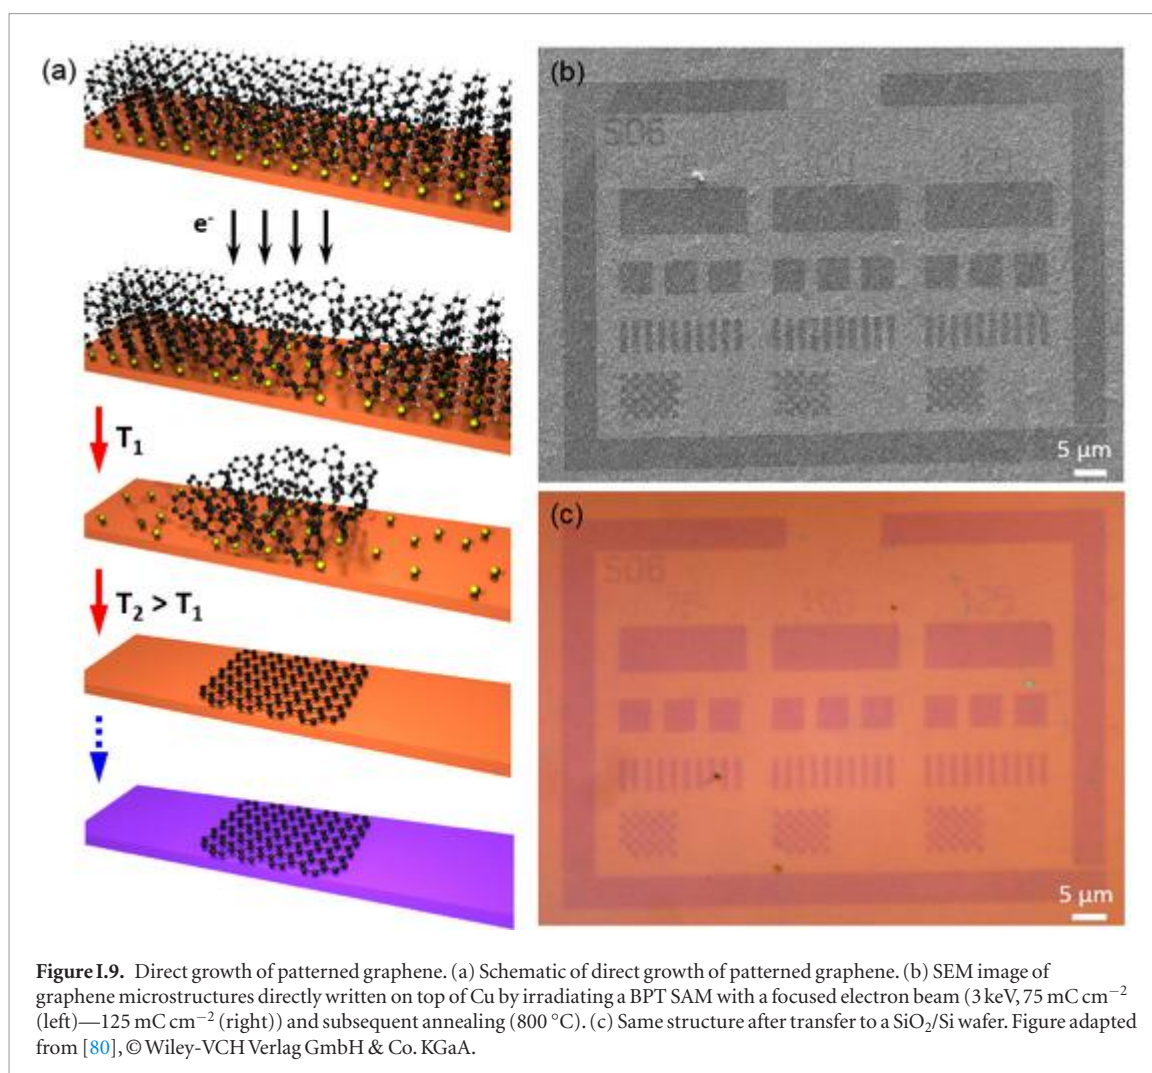 (a)
e-
T₁
T₂ > T₁
(b)
S06
75 100 125
5 µm
(c)
S06
75 100 125
5 µm
Figure I.9. Direct growth of patterned graphene. (a) Schematic of direct growth of patterned graphene. (b) SEM image of
graphene microstructures directly written on top of Cu by irradiating a BPT SAM with a focused electron beam (3 keV, 75 mC cm⁻²
(left)—125 mC cm⁻² (right)) and subsequent annealing (800 °C). (c) Same structure after transfer to a SiO₂/Si wafer. Figure adapted
from [80], © Wiley-VCH Verlag GmbH & Co. KGaA.